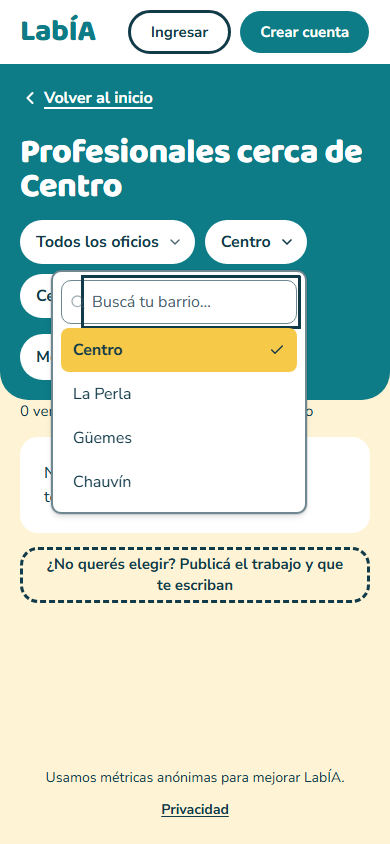 LabÍA
Ingresar
Crear cuenta
Volver al inicio
Profesionales cerca de
Centro
Todos los oficios
Centro
Buscá tu barrio...
Centro
La Perla
Güemes
Chauvín
¿No querés elegir? Publicá el trabajo y que
te escriban
Usamos métricas anónimas para mejorar LabÍA.
Privacidad